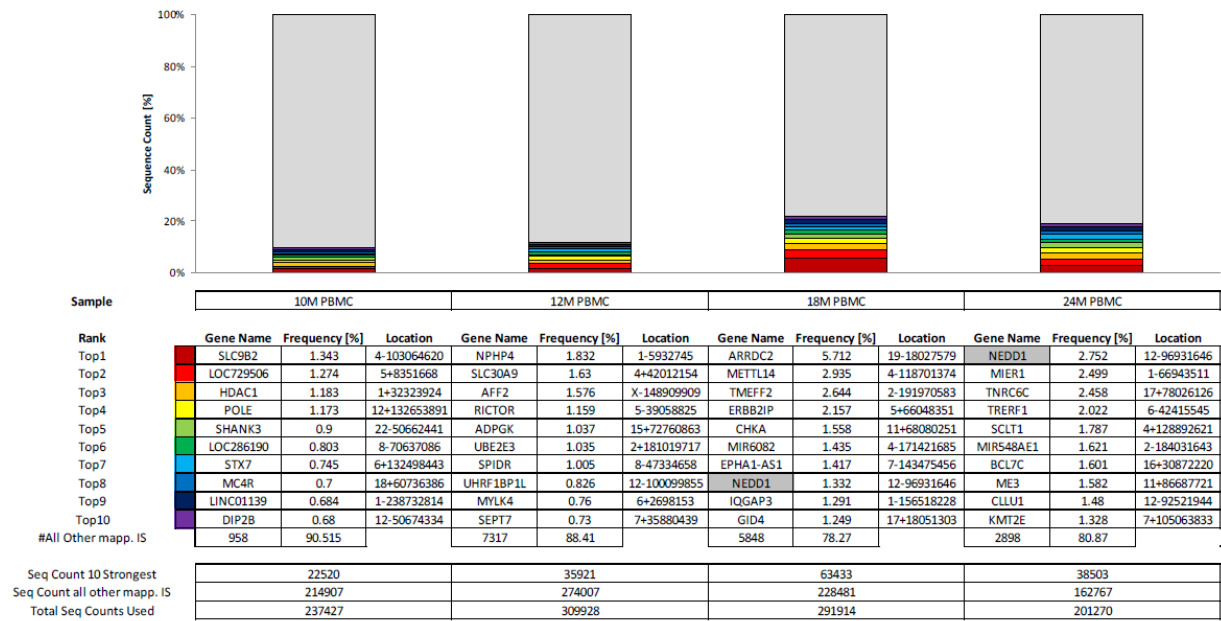 100%
80%
60%
40%
20%
0%
Sequence Count [%]
Sample 10M PBMC 12M PBMC 18M PBMC 24M PBMC
Rank Gene Name Frequency [%] Location Gene Name Frequency [%] Location Gene Name Frequency [%] Location Gene Name Frequency [%] Location
Top1 SLC9B2 1.343 4-103064620 NPHP4 1.832 1-5932745 ARRDC2 5.712 19-18027579 NEDD1 2.752 12-96931646
Top2 LOC729506 1.274 5+8351668 SLC30A9 1.63 4+42012154 METTL14 2.935 4-118701374 MIER1 2.499 1-66943511
Top3 HDAC1 1.183 1+32323924 AFF2 1.576 X-148909909 TMEFF2 2.644 2-191970583 TNRC6C 2.458 17+78026126
Top4 POLE 1.173 12+132653891 RICTOR 1.159 5-39058825 ERBB2IP 2.157 5+66048351 TRERF1 2.022 6-42415545
Top5 SHANK3 0.9 22-50662441 ADPGK 1.037 15+72760863 CHKA 1.558 11+68080251 SCLT1 1.787 4+128892621
Top6 LOC286190 0.803 8-70637086 UBE2E3 1.035 2+181019717 MIR6082 1.435 4-171421685 MIR548AE1 1.621 2-184031643
Top7 STX7 0.745 6+132498443 SPIDR 1.005 8-47334658 EPHA1-AS1 1.417 7-143475456 BCL7C 1.601 16+30872220
Top8 MC4R 0.7 18+60736386 UHRF1BP1L 0.826 12-100099855 NEDD1 1.332 12-96931646 ME3 1.582 11+86687721
Top9 LINC01139 0.684 1-238732814 MYLK4 0.76 6+2698153 IQGAP3 1.291 1-156518228 CLLU1 1.48 12-92521944
Top10 DIP2B 0.68 12-50674334 SEPT7 0.73 7+35880439 GID4 1.249 17+18051303 KMT2E 1.328 7+105063833
#All Other mapp. IS 958 90.515 7317 88.41 5848 78.27 2898 80.87
Seq Count 10 Strongest 22520 35921 63433 38503
Seq Count all other mapp. IS 214907 274007 228481 162767
Total Seq Counts Used 237427 309928 291914 201270